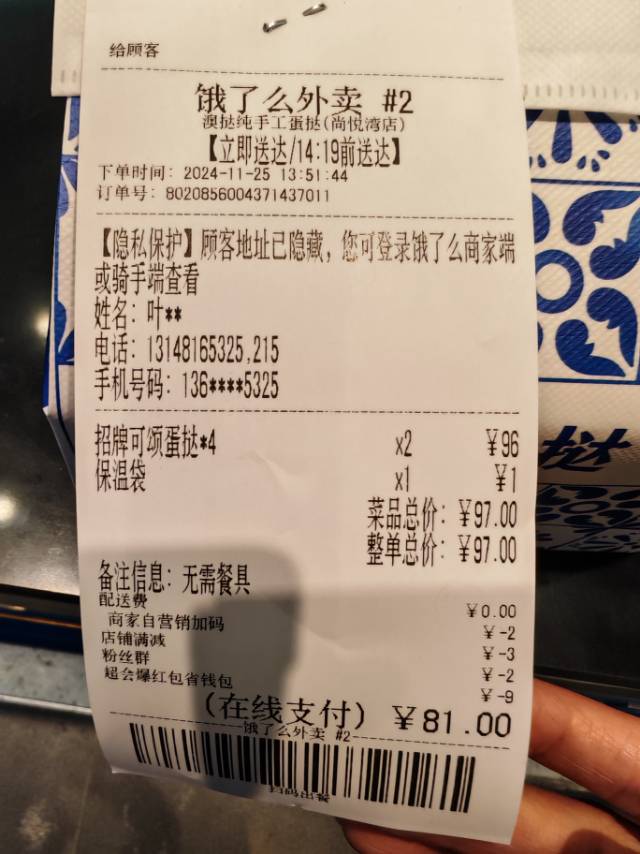 给顾客
饿了么外卖 #2
澳挞纯手工蛋挞(尚悦湾店)
【立即送达/14:19前送达】
下单时间: 2024-11-25 13:51:44
订单号: 8020856004371437011
【隐私保护】顾客地址已隐藏，您可登录饿了么商家端
或骑手端查看
姓名: 叶**
电话: 13148165325,215
手机号码: 136****5325
招牌可颂蛋挞*4 x2 ￥96
保温袋 x1 ￥1
菜品总价: ￥97.00
整单总价: ￥97.00
备注信息: 无需餐具
配送费 ￥0.00
商家自营销加码 ￥-2
店铺满减 ￥-3
粉丝群 ￥-2
超会爆红包省钱包 ￥-9
(在线支付) ￥81.00
饿了么外卖 #2
挞